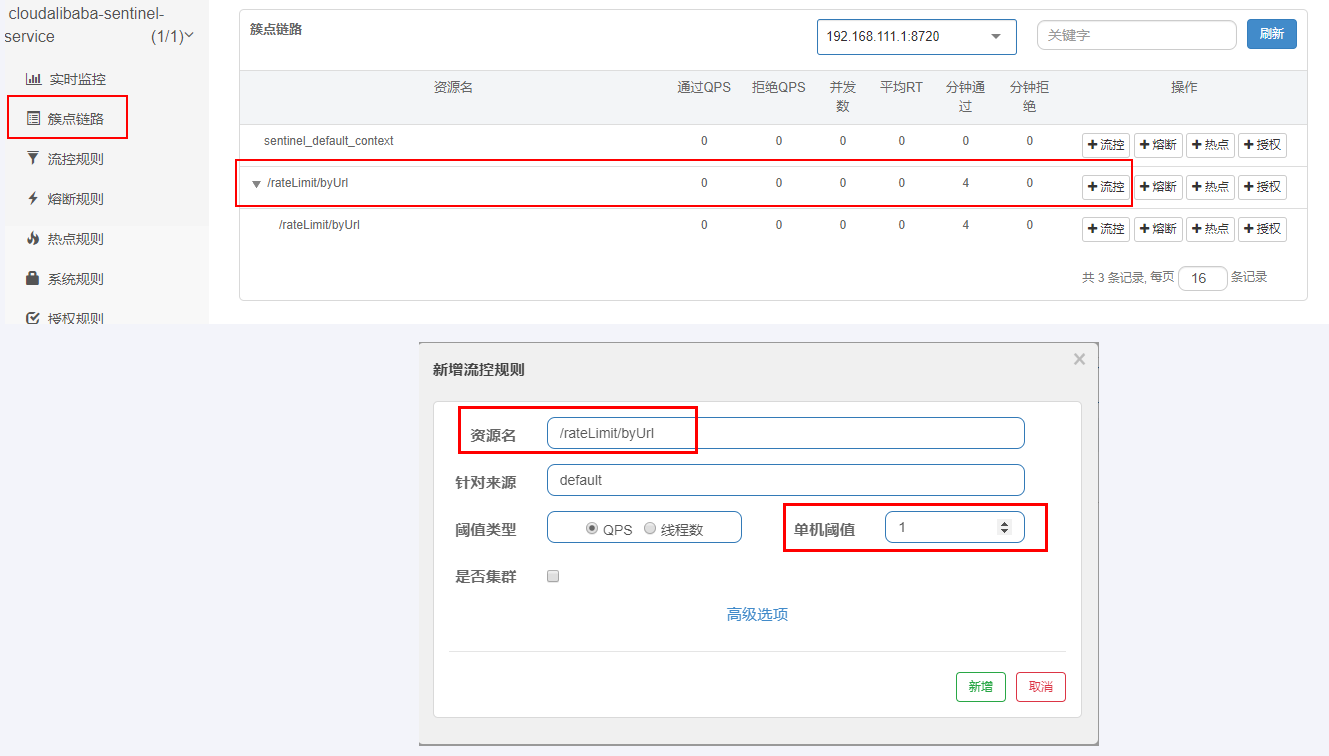 cloudalibaba-sentinel-
service (1/1)
实时监控
簇点链路
流控规则
熔断规则
热点规则
系统规则
授权规则
簇点链路 192.168.111.1:8720 关键字 刷新
资源名 通过QPS 拒绝QPS 并发 平均RT 分钟通 分钟拒 操作
数 过 绝
sentinel_default_context 0 0 0 0 0 0 +流控 +熔断 +热点 +授权
/rateLimit/byUrl 0 0 0 0 4 0 +流控 +熔断 +热点 +授权
/rateLimit/byUrl 0 0 0 0 4 0 +流控 +熔断 +热点 +授权
共 3 条记录, 每页 16 条记录
新增流控规则 ×
资源名 /rateLimit/byUrl
针对来源 default
阈值类型 QPS 线程数 单机阈值 1
是否集群
高级选项
新增 取消